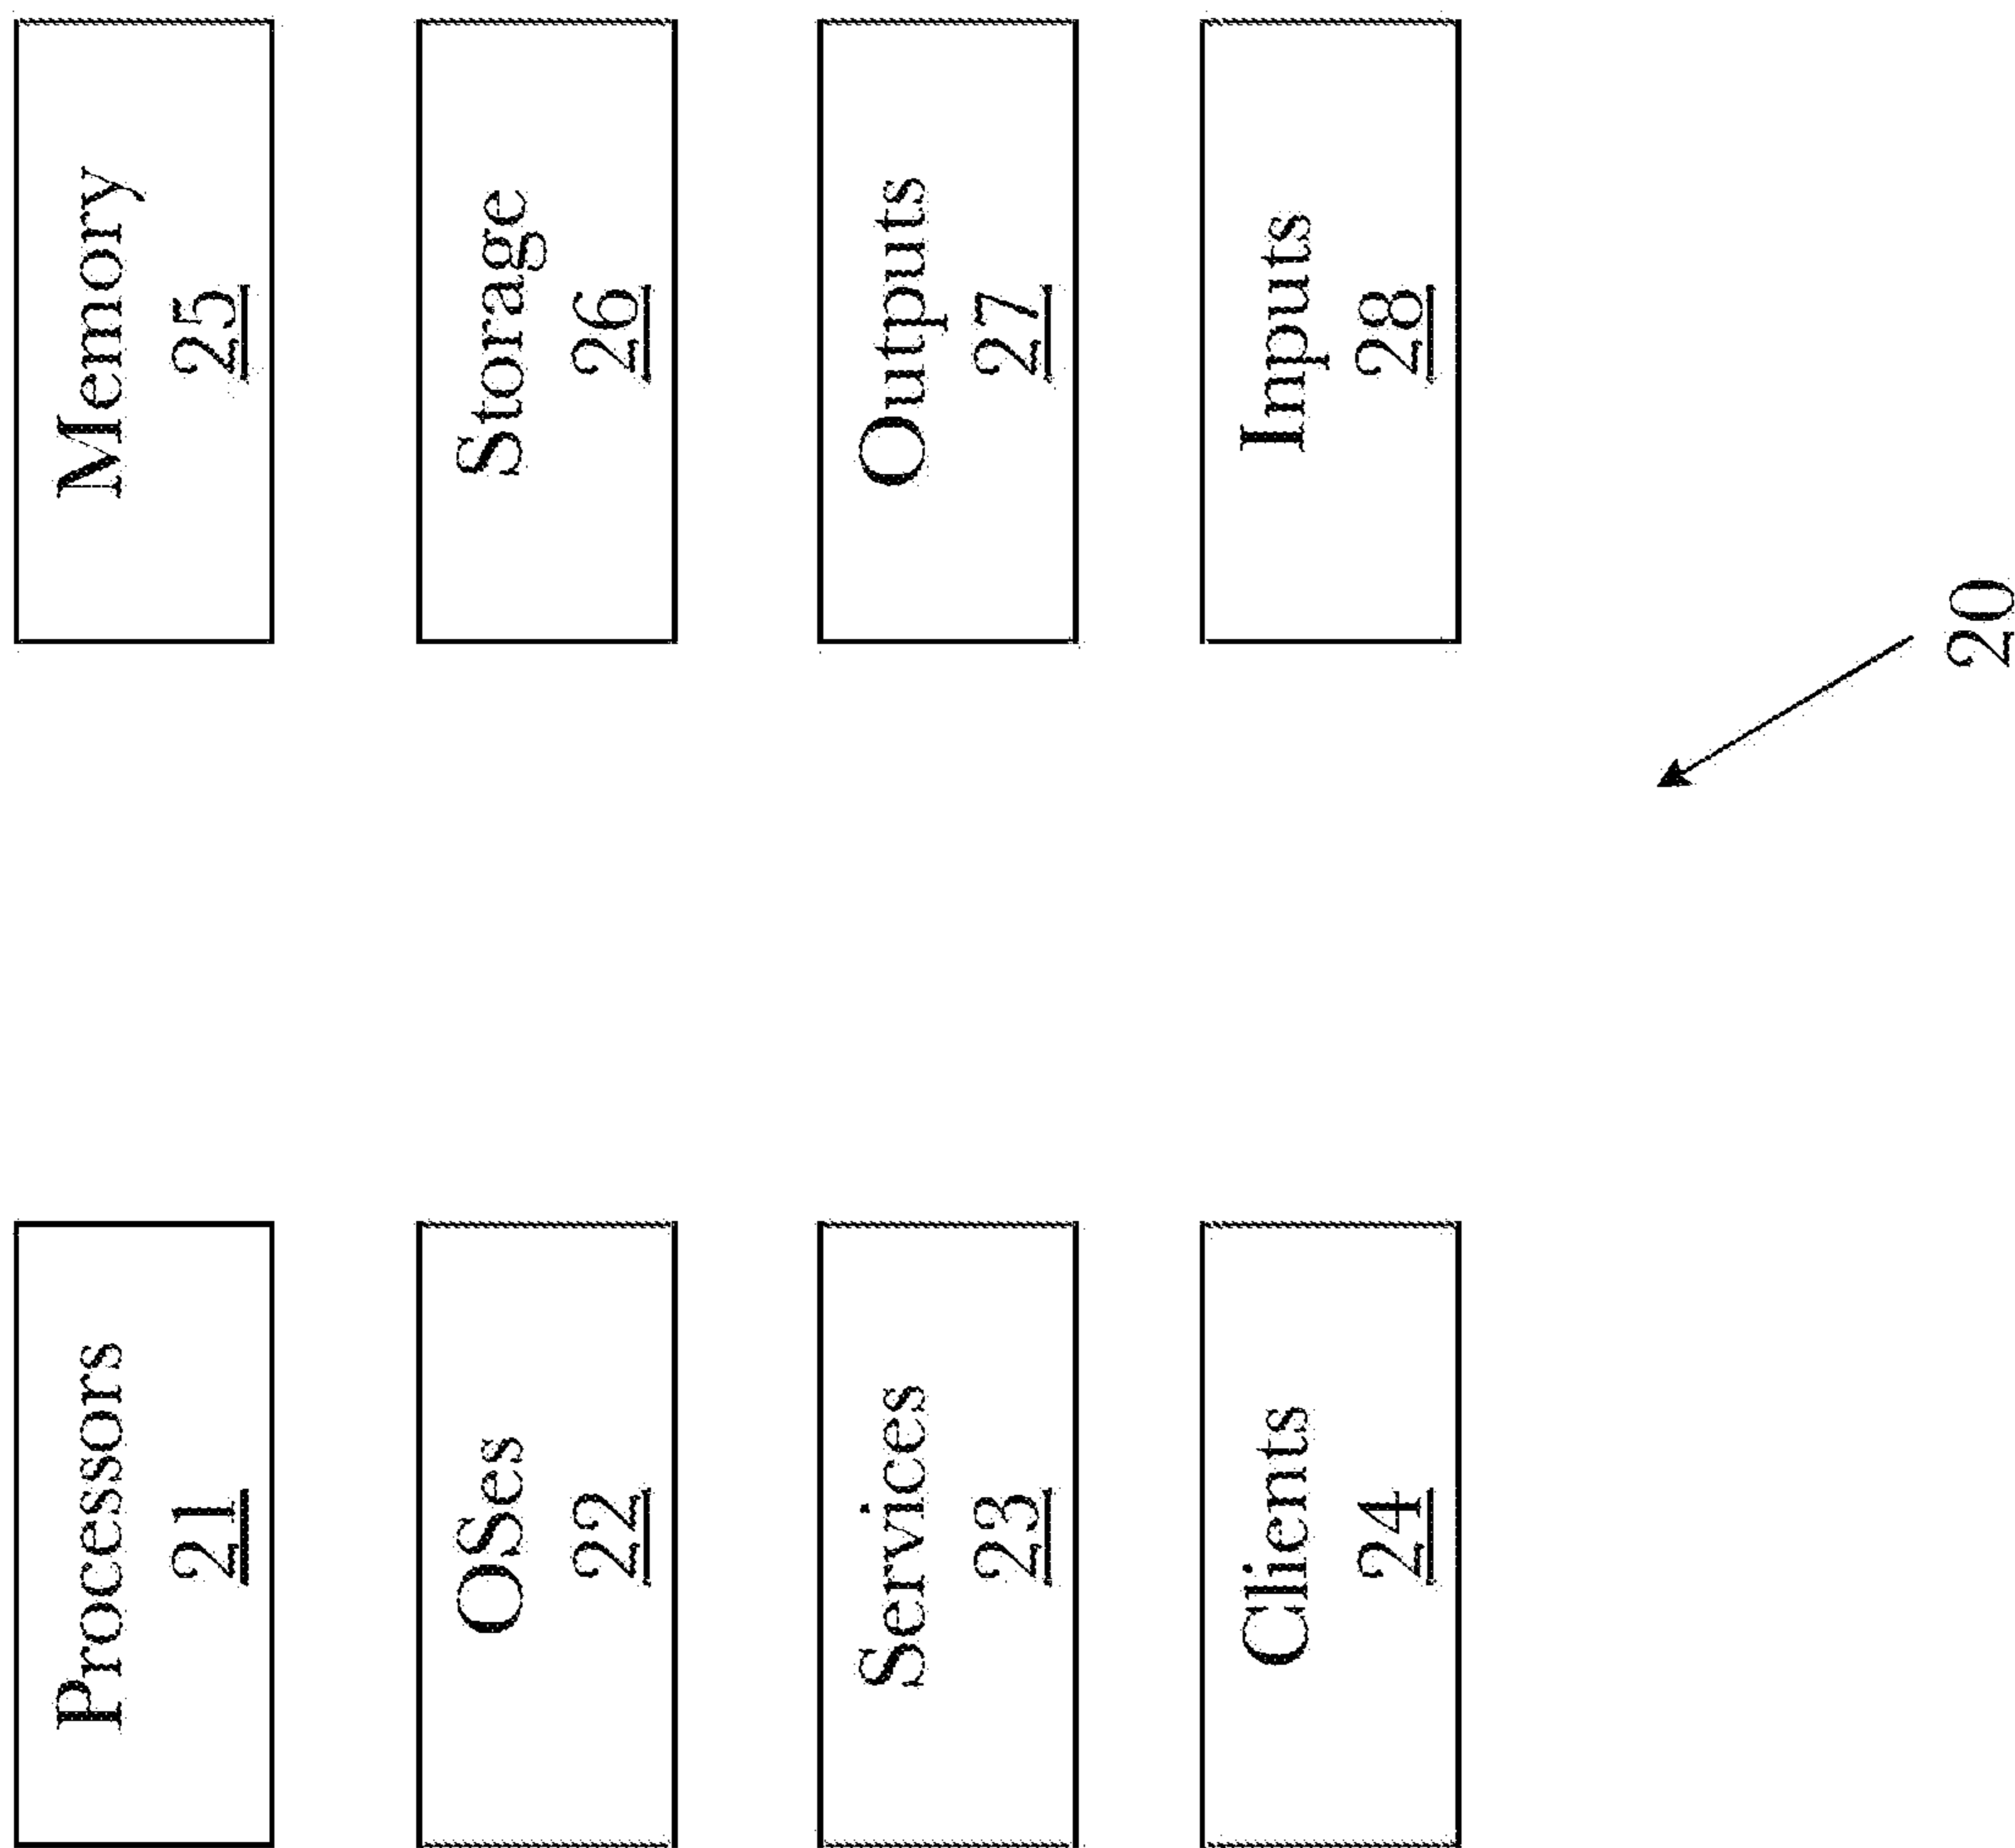 Processors
21
Memory
25
OSes
22
Storage
26
Services
23
Outputs
27
Clients
24
Inputs
28
20